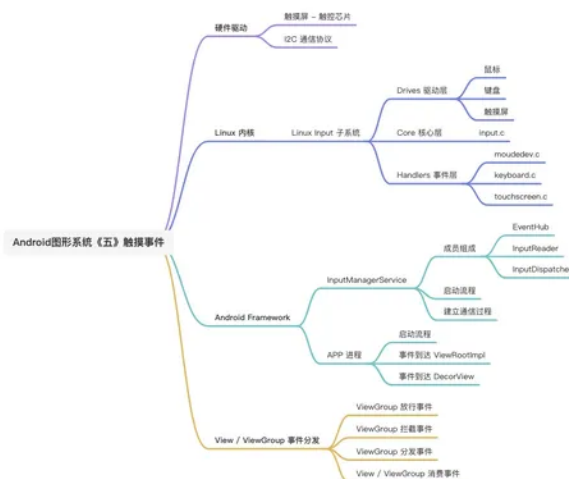 Android图形系统《五》触摸事件
硬件驱动
触摸屏 - 触控芯片
I2C 通信协议
Linux 内核
Linux Input 子系统
Drives 驱动层
鼠标
键盘
触摸屏
Core 核心层
input.c
Handlers 事件层
moudedev.c
keyboard.c
touchscreen.c
Android Framework
InputManagerService
成员组成
EventHub
InputReader
InputDispatche
启动流程
建立通信过程
APP 进程
启动流程
事件到达 ViewRootImpl
事件到达 DecorView
View / ViewGroup 事件分发
ViewGroup 放行事件
ViewGroup 拦截事件
ViewGroup 分发事件
View / ViewGroup 消费事件